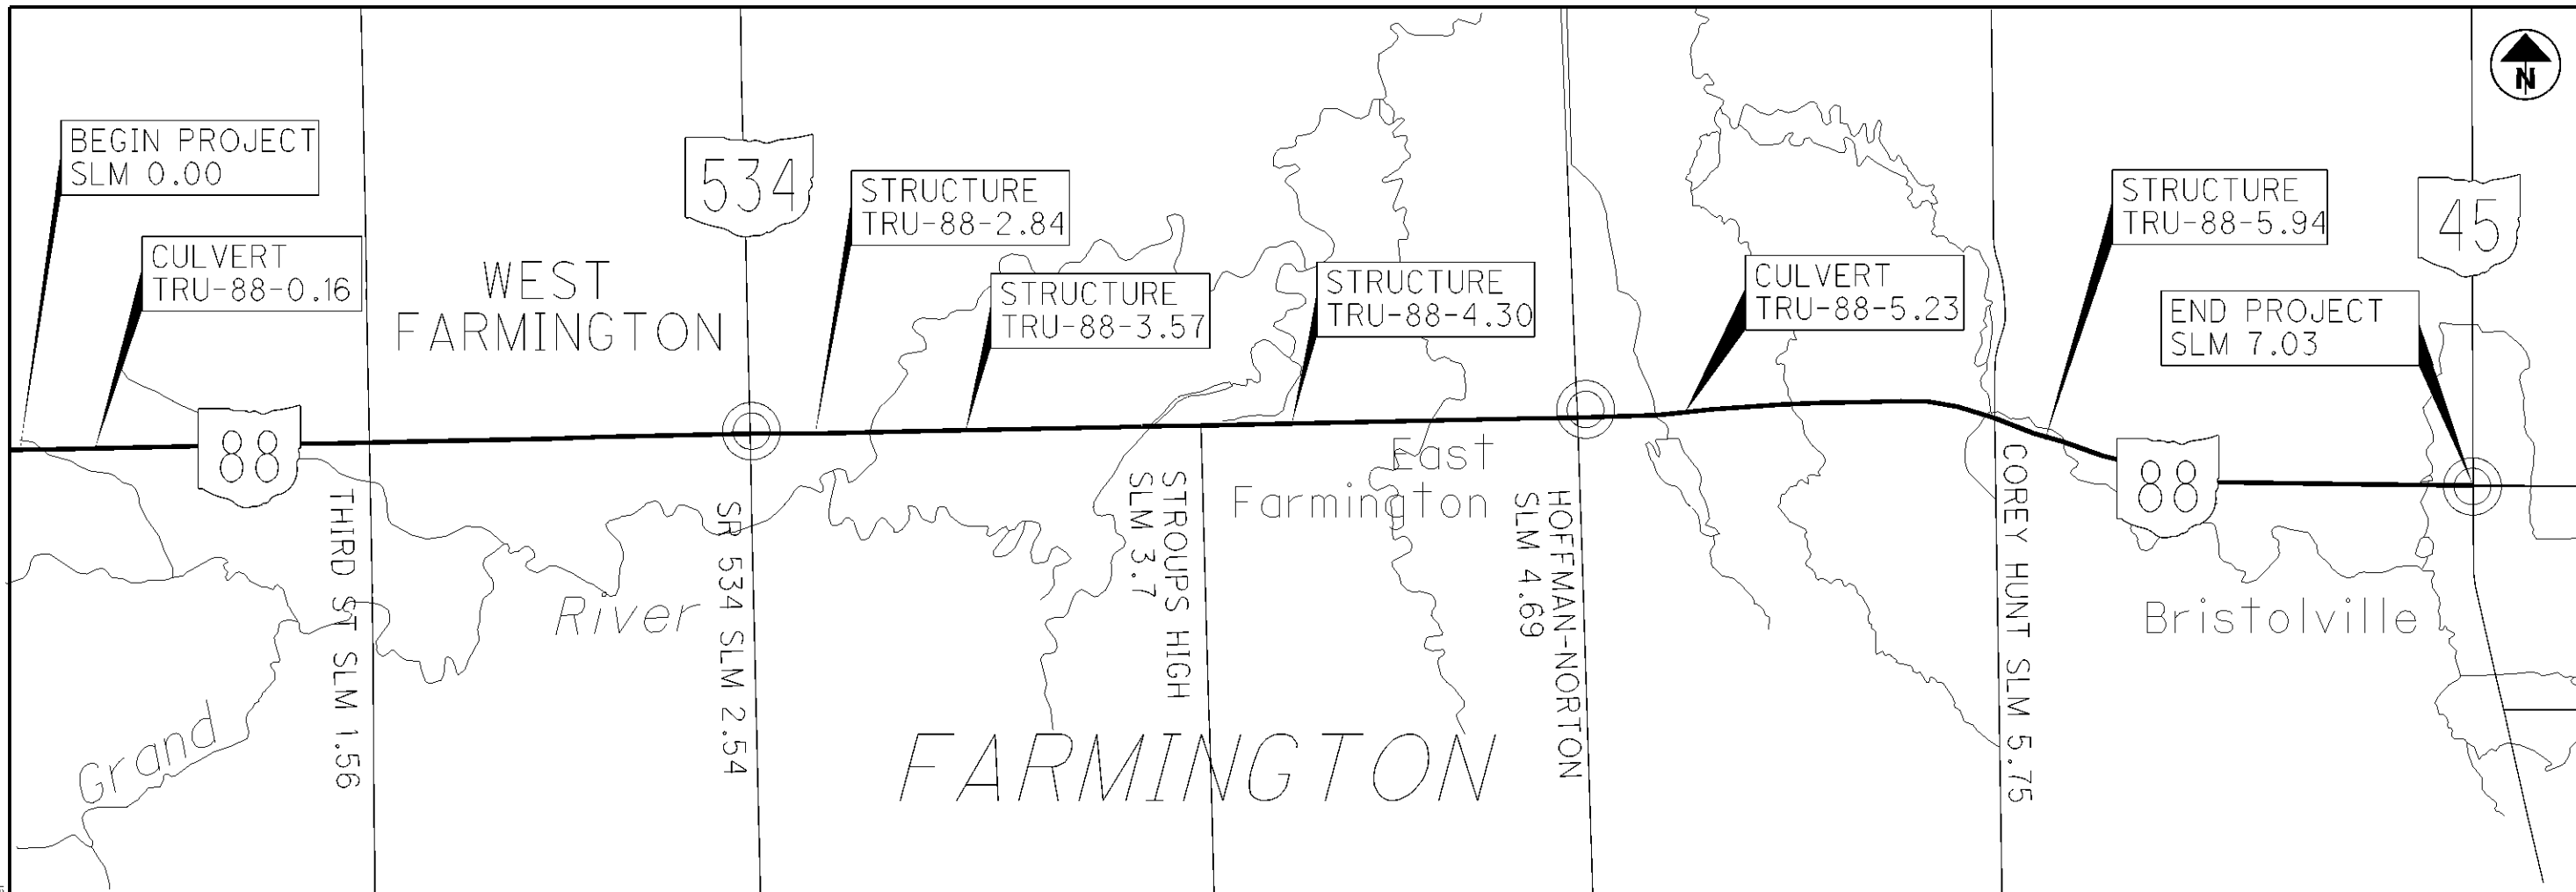 BEGIN PROJECT
SLM 0.00
CULVERT
TRU-88-0.16
WEST
FARMINGTON
534
STRUCTURE
TRU-88-2.84
STRUCTURE
TRU-88-3.57
STRUCTURE
TRU-88-4.30
CULVERT
TRU-88-5.23
STRUCTURE
TRU-88-5.94
45
END PROJECT
SLM 7.03
N
88
88
THIRD ST SLM 1.56
SR 534 SLM 2.54
STROUPS HIGH
SLM 3.7
East
Farmington
HOFFMAN-NORTON
SLM 4.69
COREY HUNT SLM 5.75
Bristolville
Grand
River
FARMINGTON